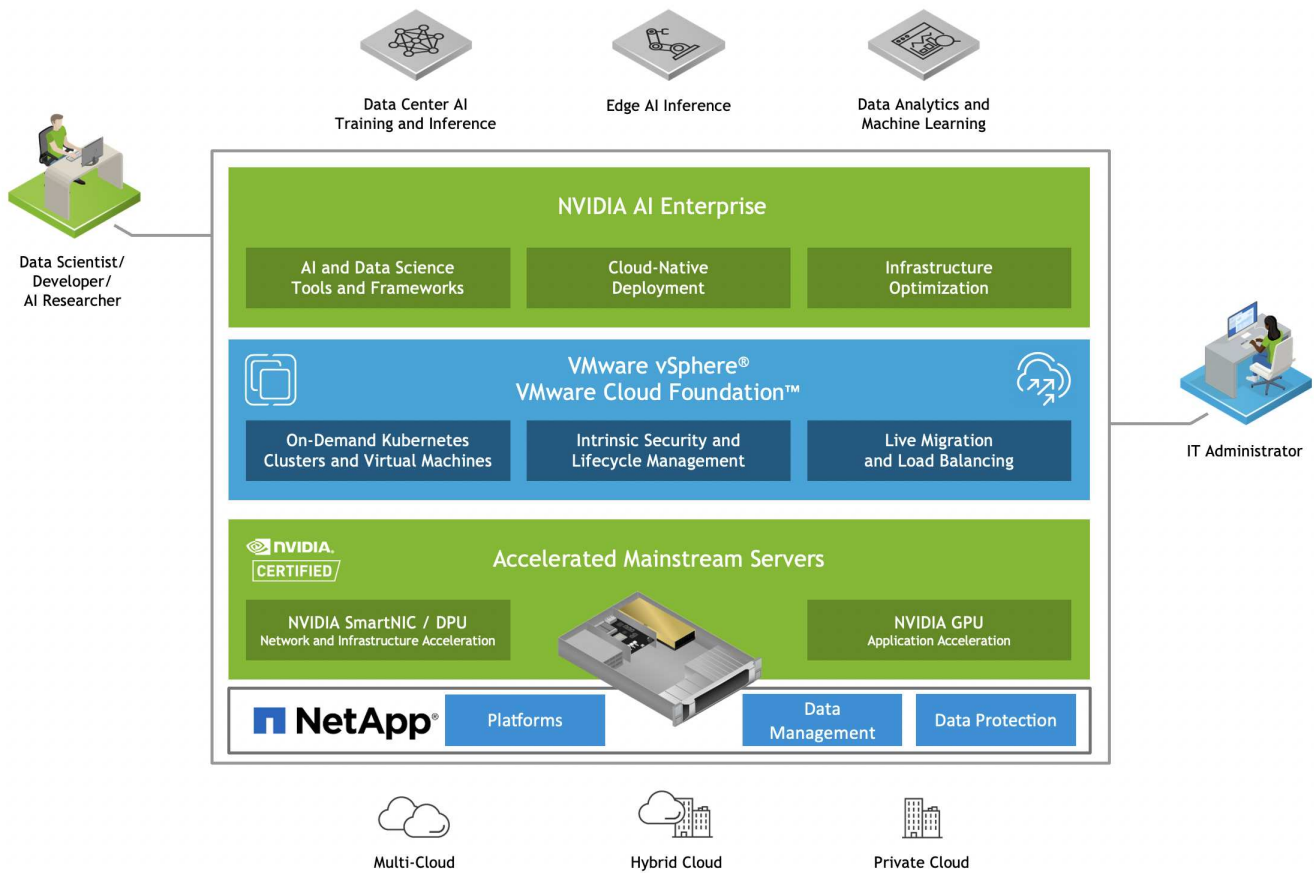 Data Center AI
Training and Inference
Edge AI Inference
Data Analytics and
Machine Learning
Data Scientist/
Developer/
AI Researcher
NVIDIA AI Enterprise
AI and Data Science
Tools and Frameworks
Cloud-Native
Deployment
Infrastructure
Optimization
VMware vSphere®
VMware Cloud Foundation™
On-Demand Kubernetes
Clusters and Virtual Machines
Intrinsic Security and
Lifecycle Management
Live Migration
and Load Balancing
IT Administrator
NVIDIA.
CERTIFIED
Accelerated Mainstream Servers
NVIDIA SmartNIC / DPU
Network and Infrastructure Acceleration
NVIDIA GPU
Application Acceleration
NetApp®
Platforms
Data
Management
Data Protection
Multi-Cloud
Hybrid Cloud
Private Cloud